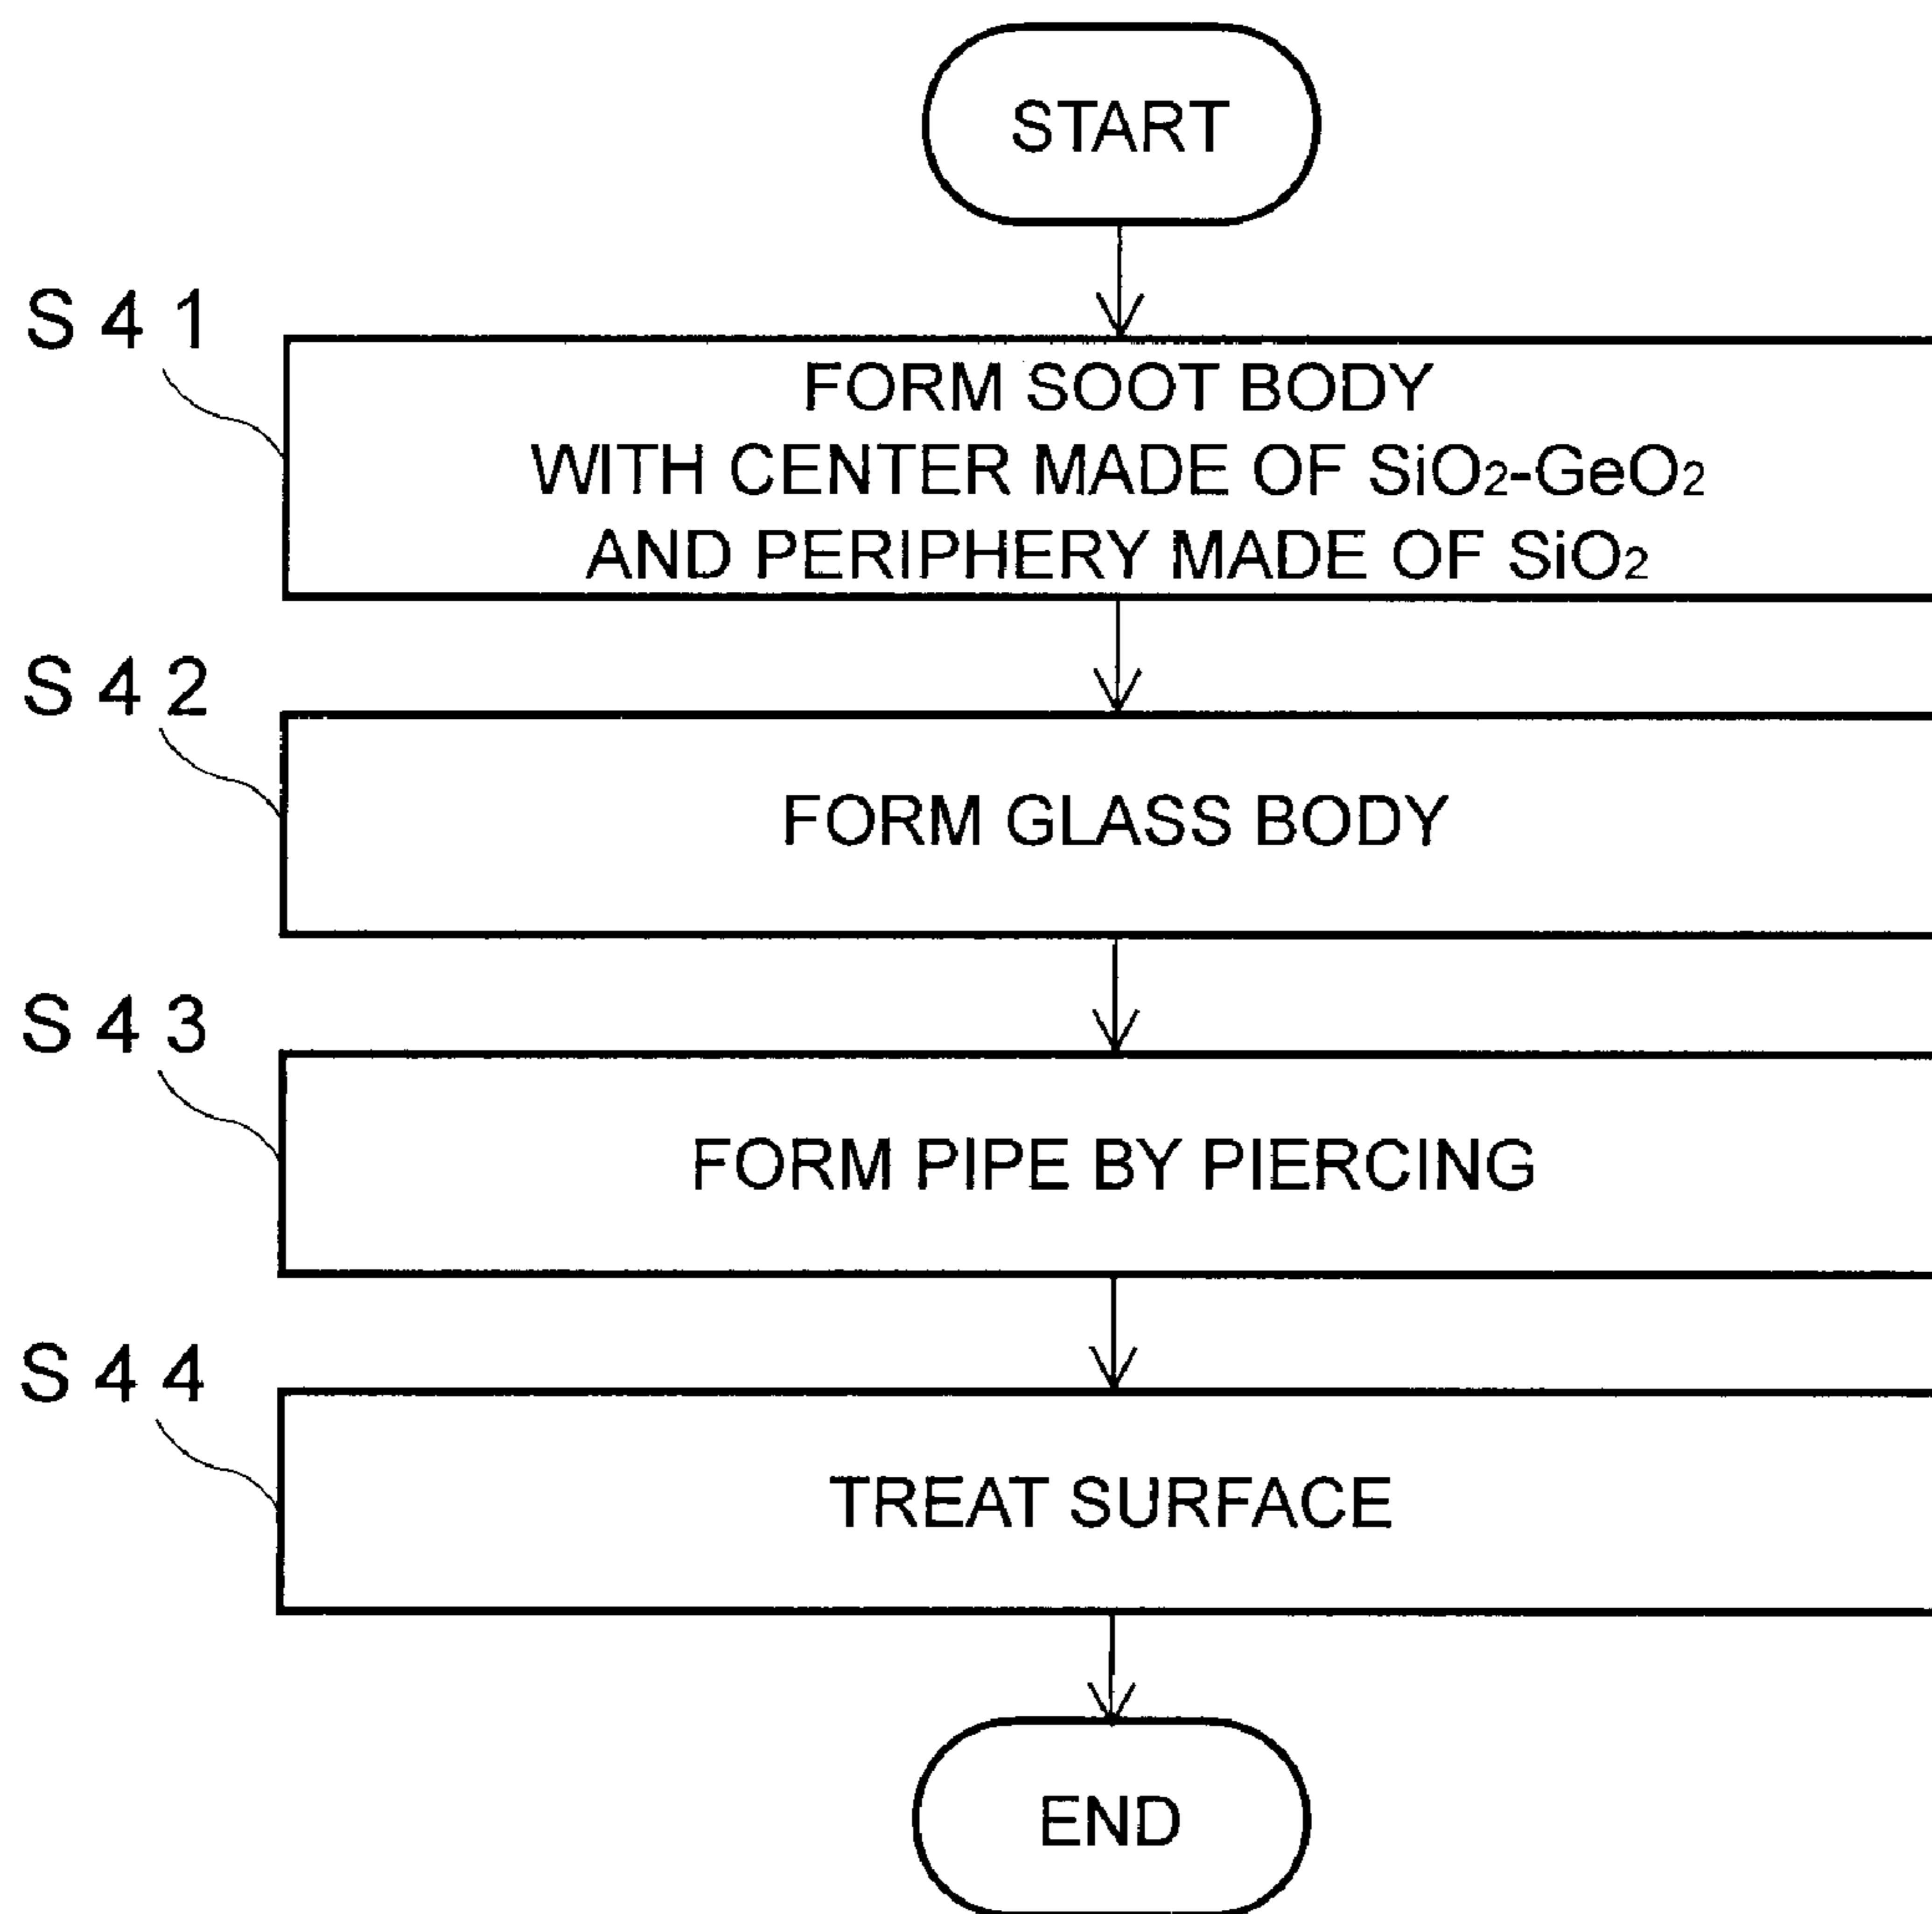 START
S 4 1
FORM SOOT BODY
WITH CENTER MADE OF SiO₂-GeO₂
AND PERIPHERY MADE OF SiO₂
S 4 2
FORM GLASS BODY
S 4 3
FORM PIPE BY PIERCING
S 4 4
TREAT SURFACE
END